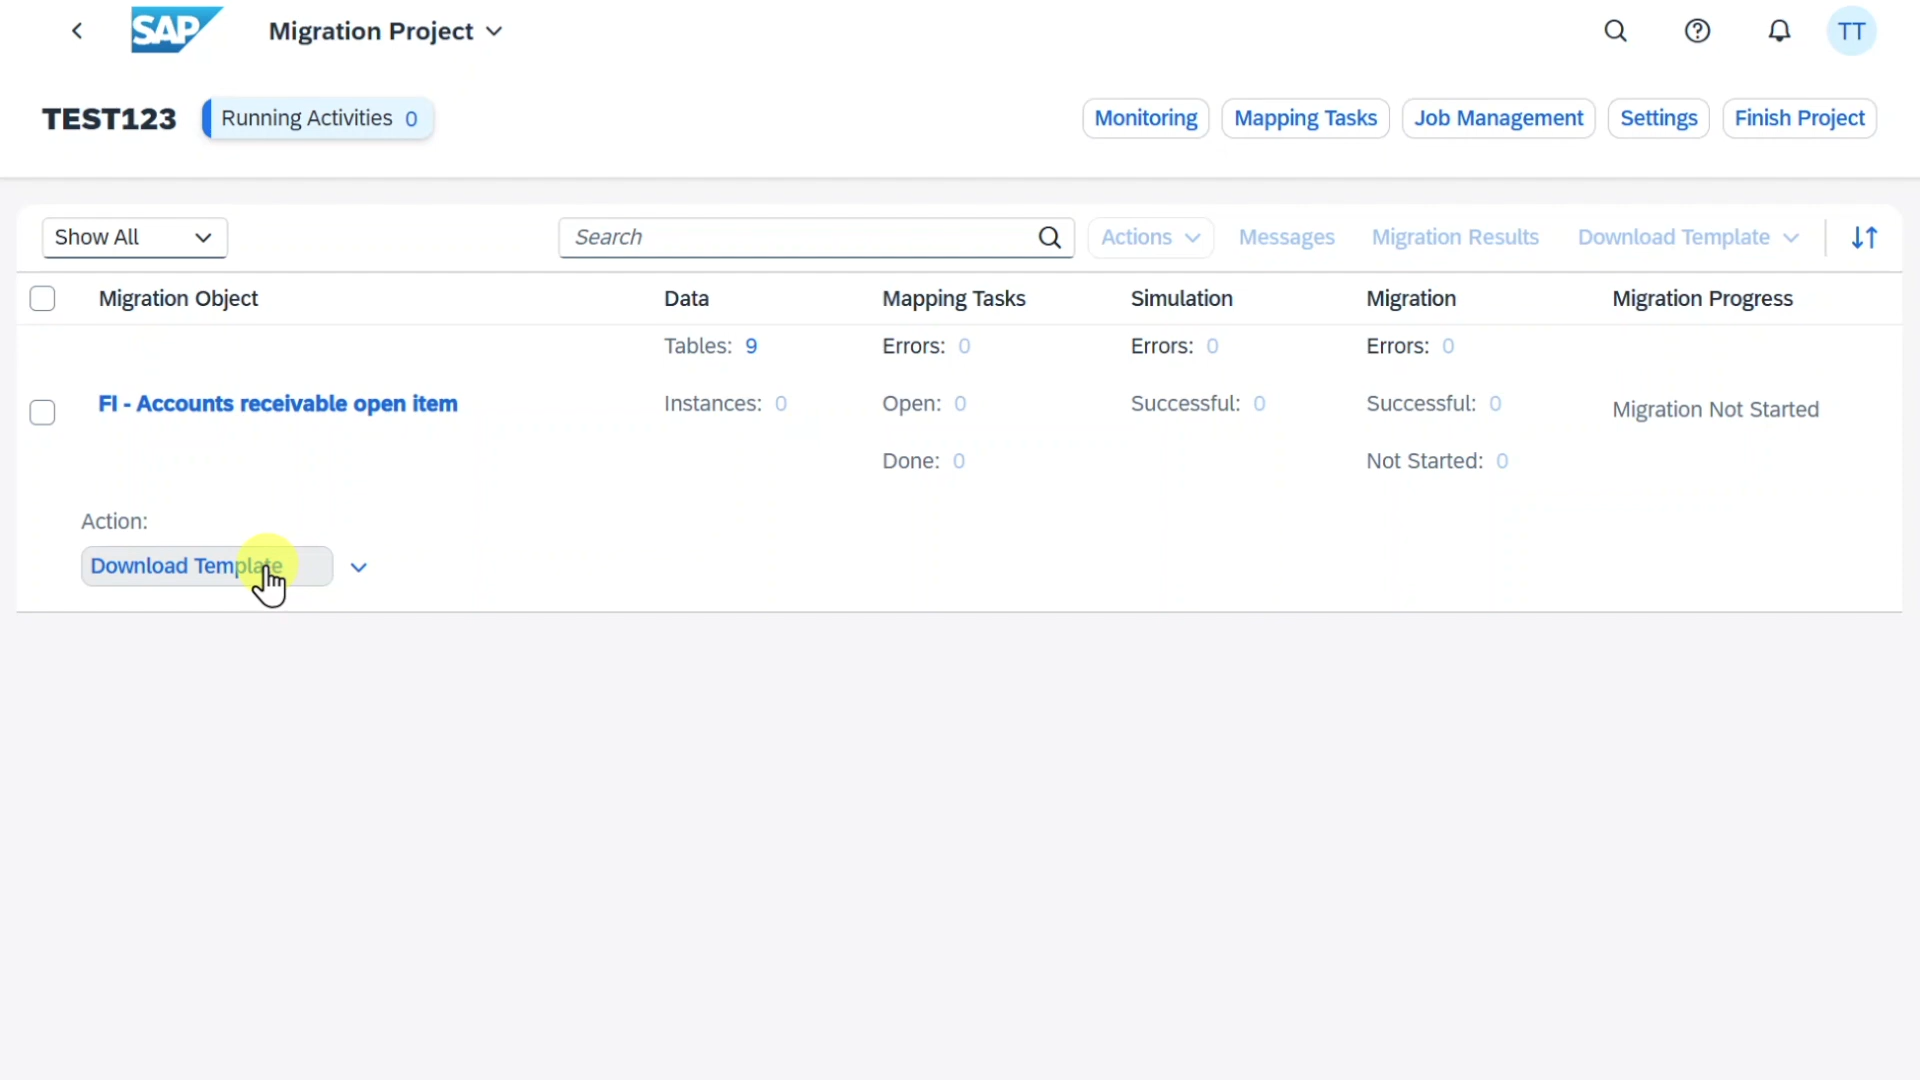 SAP Migration Project TT
TEST123 Running Activities 0 Monitoring Mapping Tasks Job Management Settings Finish Project
Show All Search Actions Messages Migration Results Download Template
Migration Object Data Mapping Tasks Simulation Migration Migration Progress
Tables: 9 Errors: 0 Errors: 0 Errors: 0
FI - Accounts receivable open item Instances: 0 Open: 0 Successful: 0 Successful: 0 Migration Not Started
Done: 0 Not Started: 0
Action:
Download Template